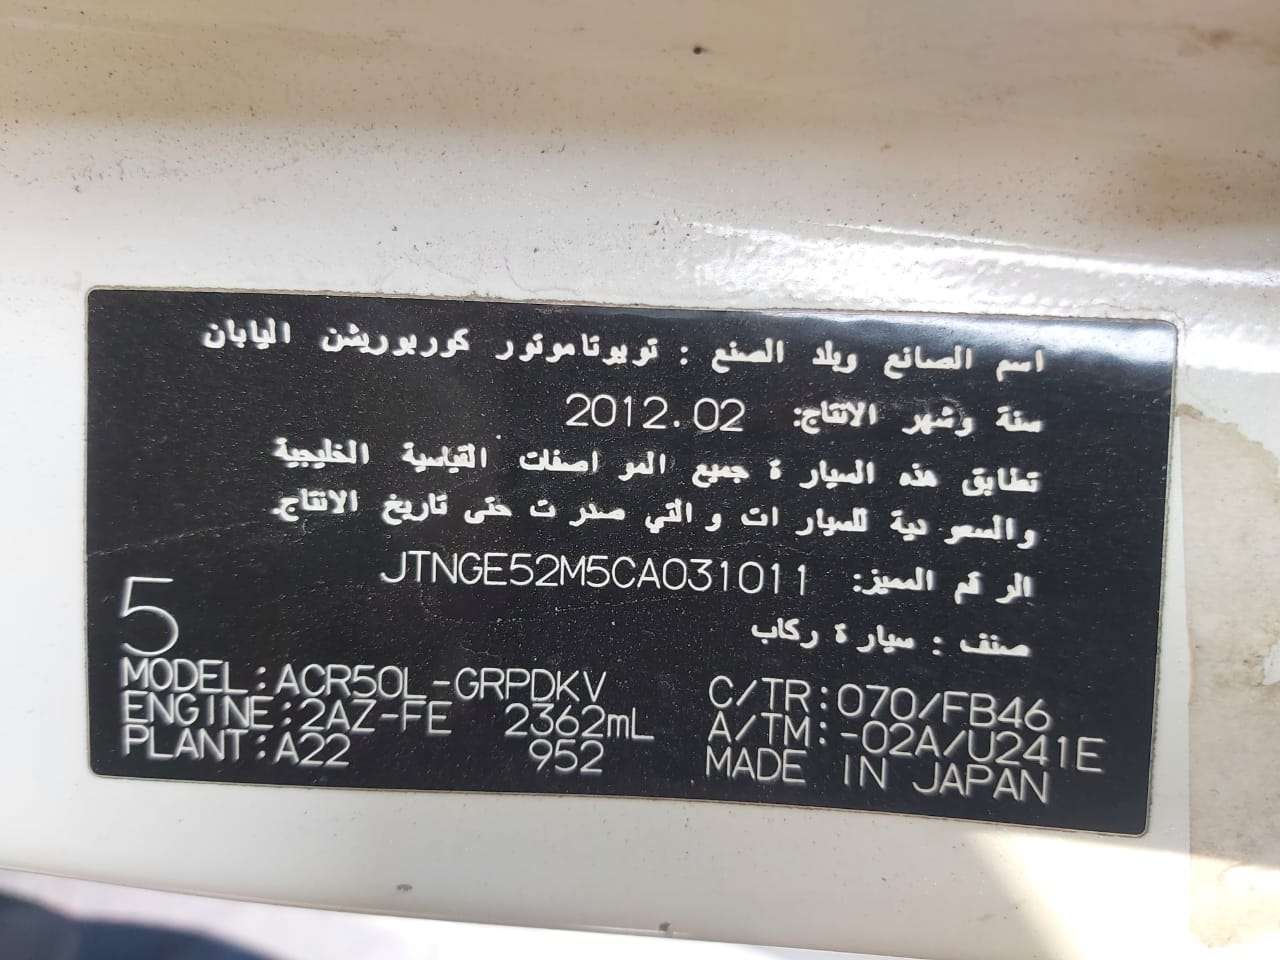 اسم الصانع وبلد الصنع : تويوتاموتور كوربوريشن اليابان
سنة وشهر الانتاج: 2012.02
تطابق هذه السيارة جميع المواصفات القياسية الخليجية
والسعودية للسيارات والتي صدرت حتى تاريخ الانتاج.
الرقم المميز: JTNGE52M5CA031011
صنف : سيارة ركاب
5
MODEL:ACR50L-GRPDKV C/TR:070/FB46
ENGINE:2AZ-FE 2362mL A/TM:-02A/U241E
PLANT:A22 952 MADE IN JAPAN